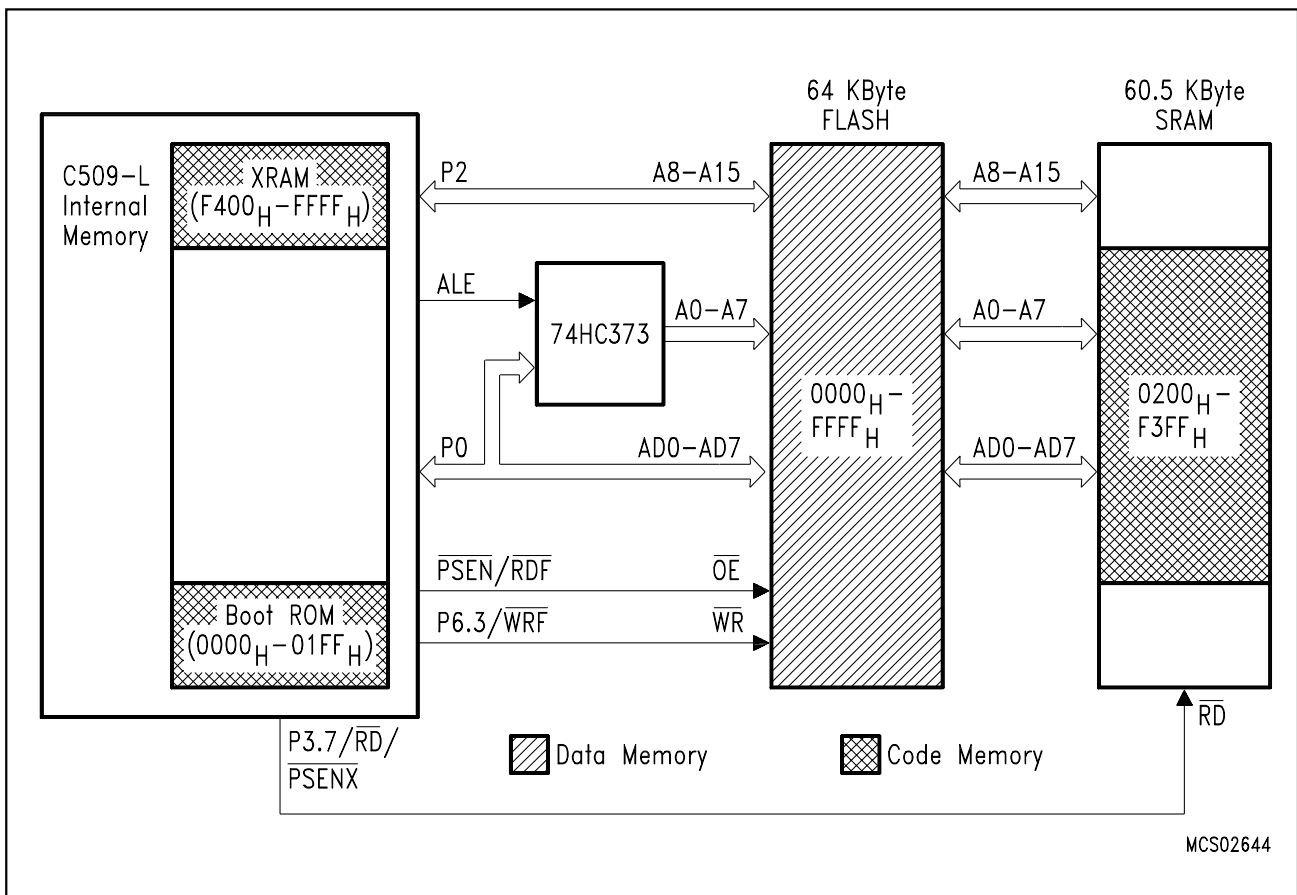 64 KByte
FLASH
60.5 KByte
SRAM
C509-L
Internal
Memory
XRAM
(F400H-FFFFH)
P2
A8-A15
A8-A15
ALE
74HC373
A0-A7
A0-A7
0000H-
FFFFH
0200H-
F3FFH
P0
AD0-AD7
AD0-AD7
PSEN/RDF
OE
Boot ROM
(0000H-01FFH)
P6.3/WRF
WR
P3.7/RD/
PSENX
RD
Data Memory
Code Memory
MCS02644